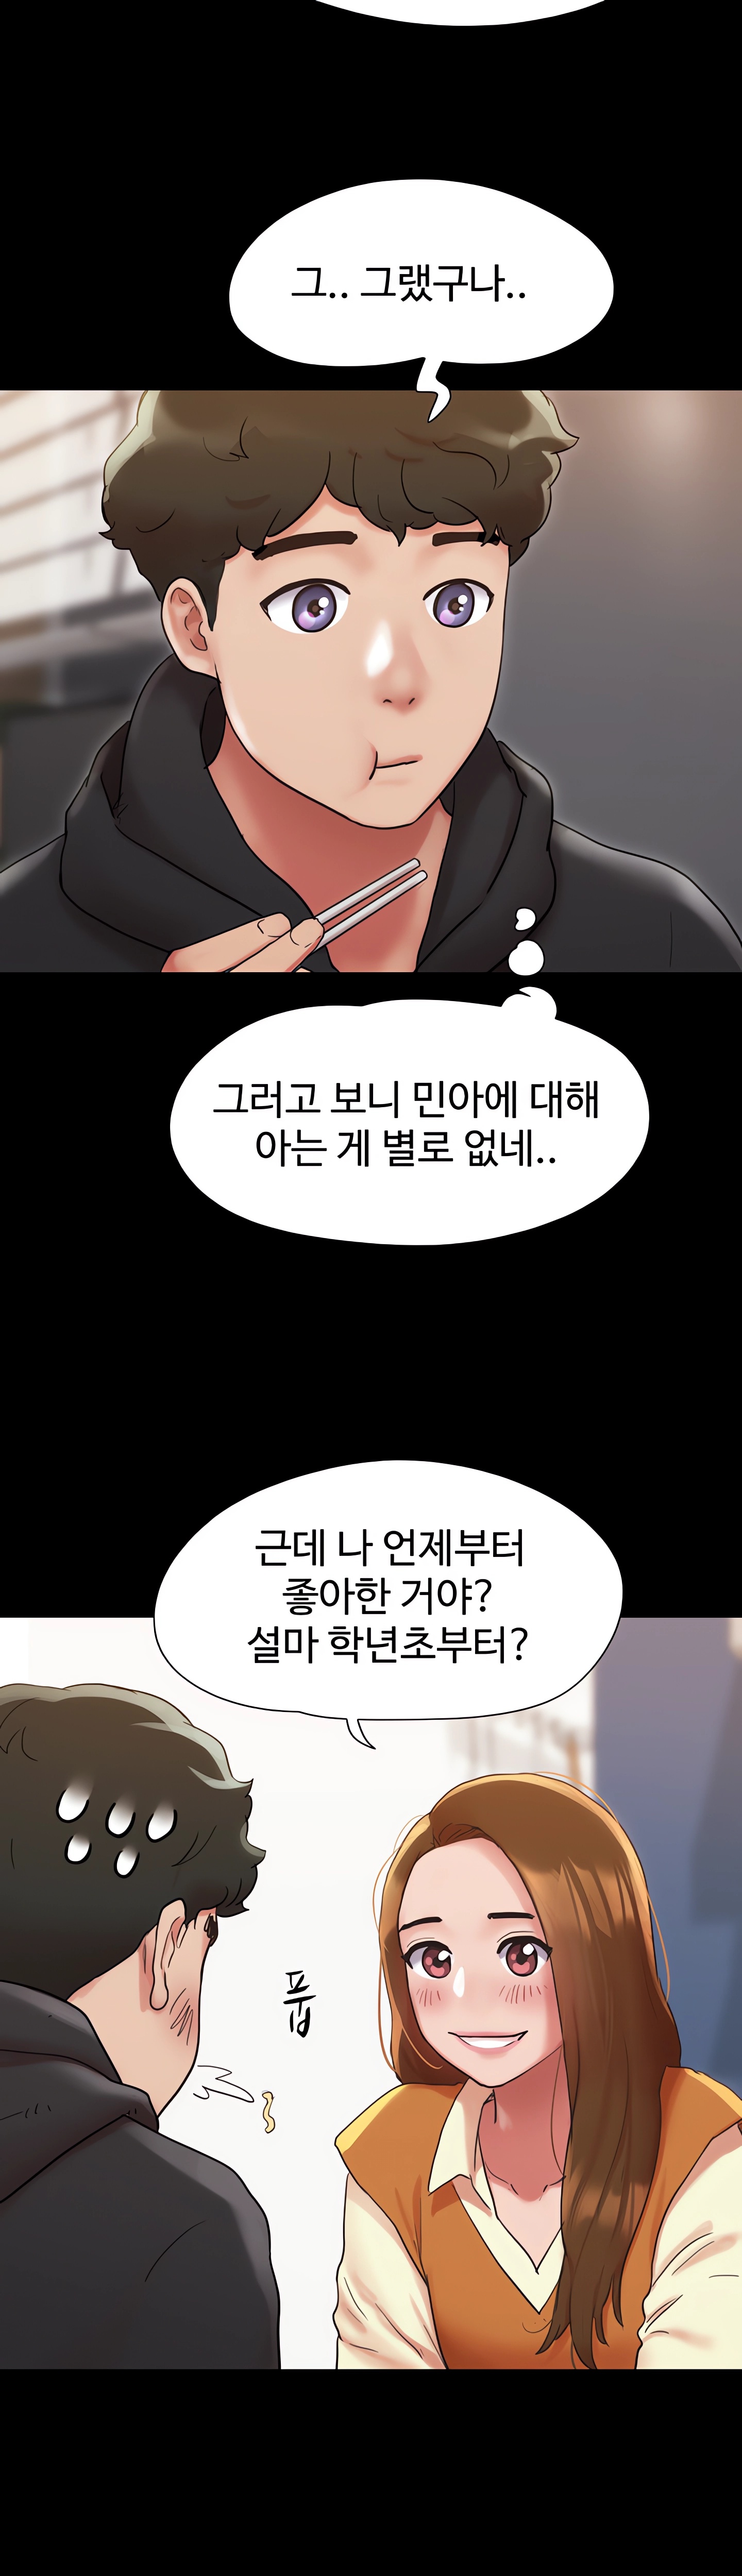 그.. 그랬구나..
그러고 보니 민아에 대해
아는 게 별로 없네..
근데 나 언제부터
좋아한 거야?
설마 학년초부터?
풉